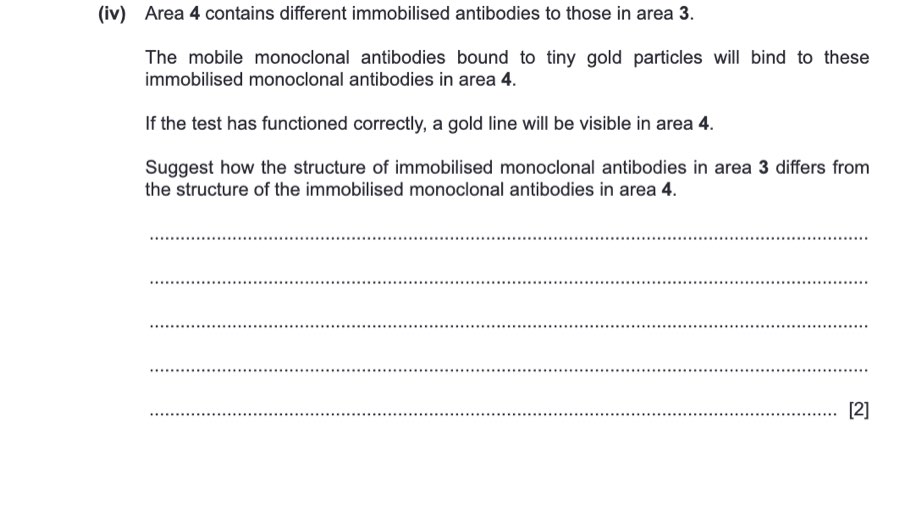 (iv) Area 4 contains different immobilised antibodies to those in area 3.
The mobile monoclonal antibodies bound to tiny gold particles will bind to these
immobilised monoclonal antibodies in area 4.
If the test has functioned correctly, a gold line will be visible in area 4.
Suggest how the structure of immobilised monoclonal antibodies in area 3 differs from
the structure of the immobilised monoclonal antibodies in area 4.
[2]